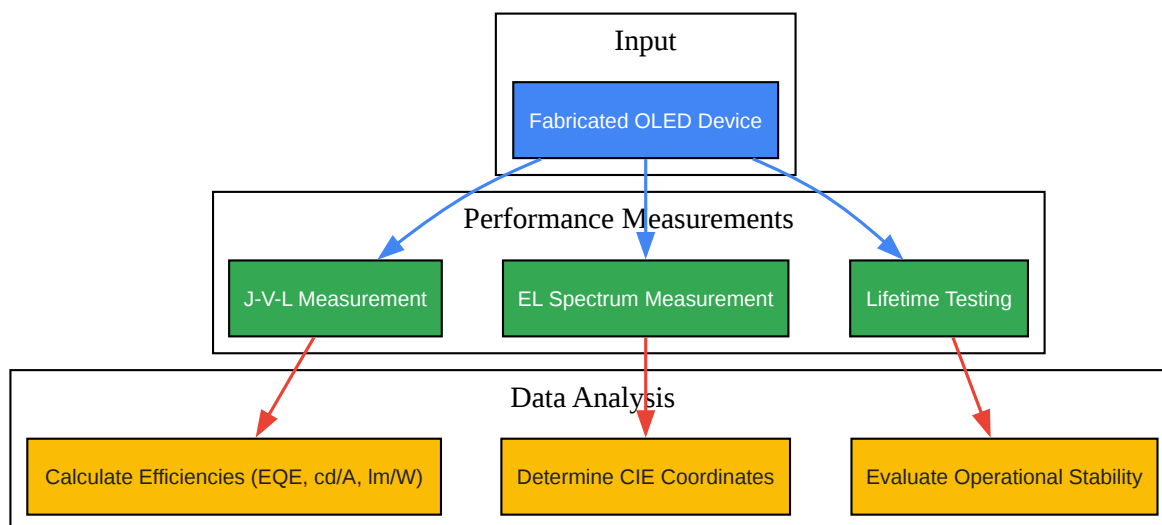 Input
Fabricated OLED Device
Performance Measurements
J-V-L Measurement
EL Spectrum Measurement
Lifetime Testing
Data Analysis
Calculate Efficiencies (EQE, cd/A, lm/W)
Determine CIE Coordinates
Evaluate Operational Stability